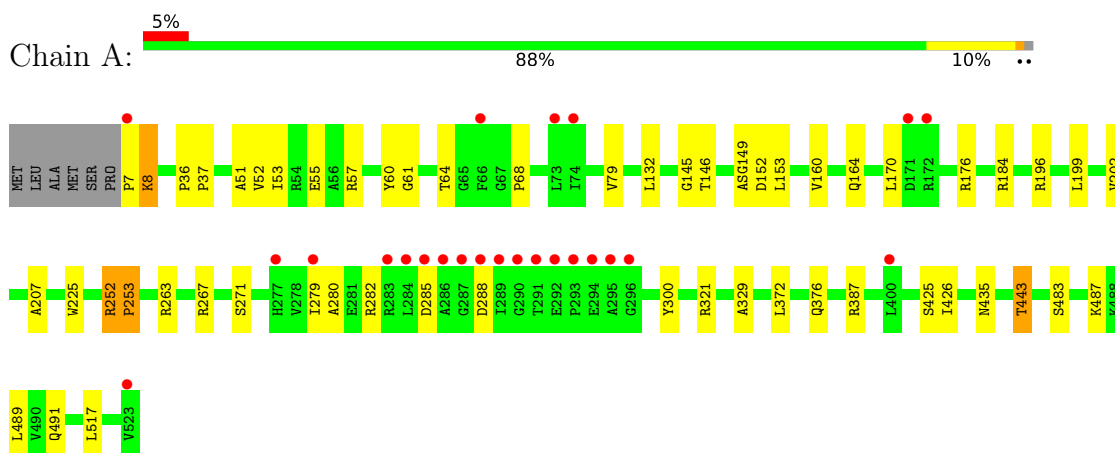 5%
Chain A:
88%
10%
••
MET LEU ALA MET SER PRO P7 K8 P36 P37 A51 V52 I53 R54 E55 A56 R57 Y60 G61 T64 G65 F66 G67 P68 L73 I74 V79 L132 G145 T146 ASG149 D152 L153 V160 Q164 L170 D171 R172 R176 R184 R196 L199
A207 W225 R252 P253 R263 R267 S271 H277 V278 I279 A280 E281 R282 R283 L284 D285 A286 G287 D288 I289 G290 T291 E292 P293 E294 A295 G296 Y300 R321 A329 L372 Q376 R387 L400 S425 I426 N435 T443 S483 K487 K488
L489 V490 Q491 L517 V523